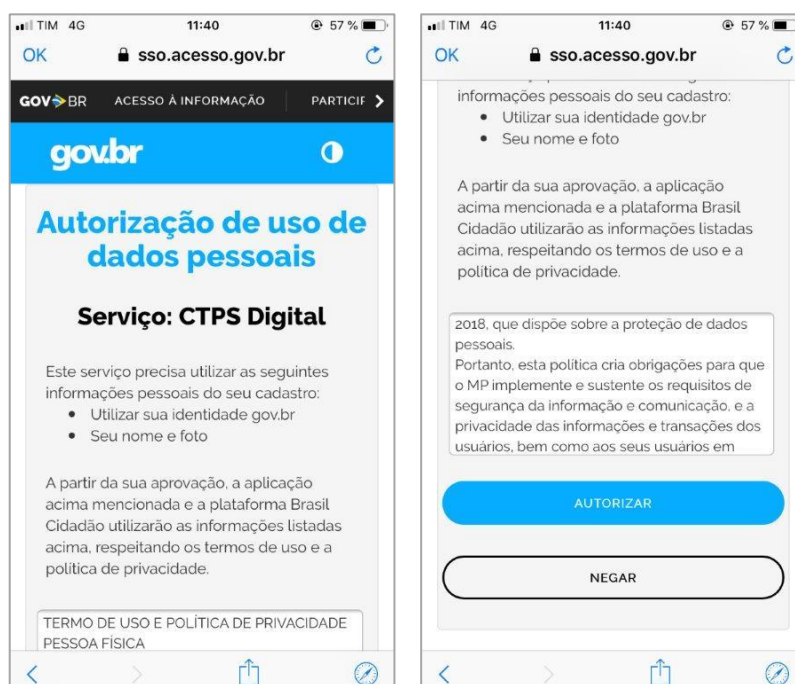 TIM 4G 11:40 57 %
OK sso.acesso.gov.br
GOV BR ACESSO À INFORMAÇÃO PARTICIF
gov.br
Autorização de uso de
dados pessoais
Serviço: CTPS Digital
Este serviço precisa utilizar as seguintes
informações pessoais do seu cadastro:
• Utilizar sua identidade gov.br
• Seu nome e foto
A partir da sua aprovação, a aplicação
acima mencionada e a plataforma Brasil
Cidadão utilizarão as informações listadas
acima, respeitando os termos de uso e a
política de privacidade.
TERMO DE USO E POLÍTICA DE PRIVACIDADE
PESSOA FÍSICA
TIM 4G 11:40 57 %
OK sso.acesso.gov.br
informações pessoais do seu cadastro:
• Utilizar sua identidade gov.br
• Seu nome e foto
A partir da sua aprovação, a aplicação
acima mencionada e a plataforma Brasil
Cidadão utilizarão as informações listadas
acima, respeitando os termos de uso e a
política de privacidade.
2018, que dispõe sobre a proteção de dados
pessoais.
Portanto, esta política cria obrigações para que
o MP implemente e sustente os requisitos de
segurança da informação e comunicação, e a
privacidade das informações e transações dos
usuários, bem como aos seus usuários em
AUTORIZAR
NEGAR